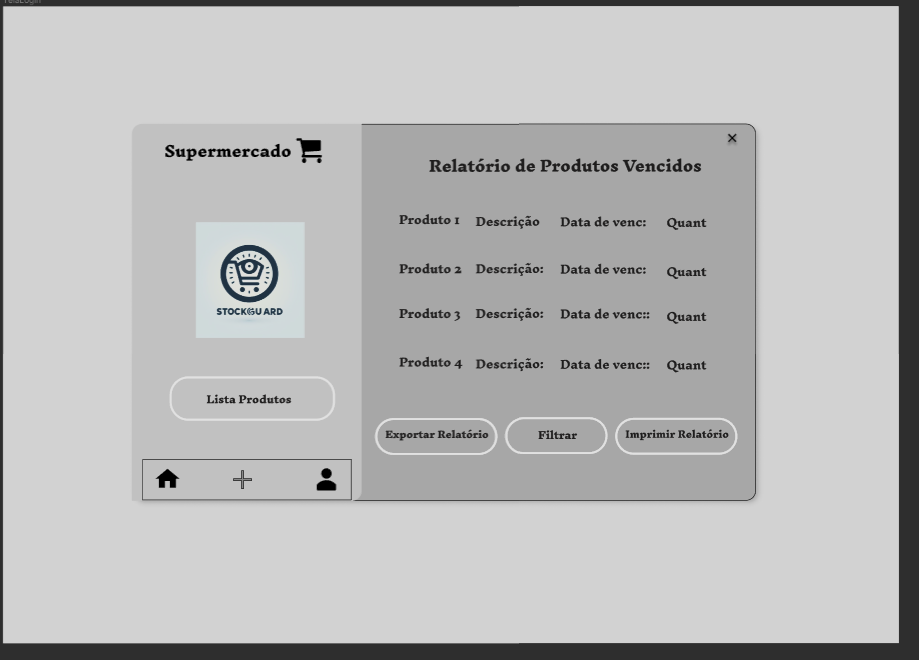 TelaLogin
Supermercado
Relatório de Produtos Vencidos
Produto 1 Descrição Data de venc: Quant
Produto 2 Descrição: Data de venc: Quant
Produto 3 Descrição: Data de venc:: Quant
Produto 4 Descrição: Data de venc:: Quant
STOCKGUARD
Lista Produtos
Exportar Relatório Filtrar Imprimir Relatório